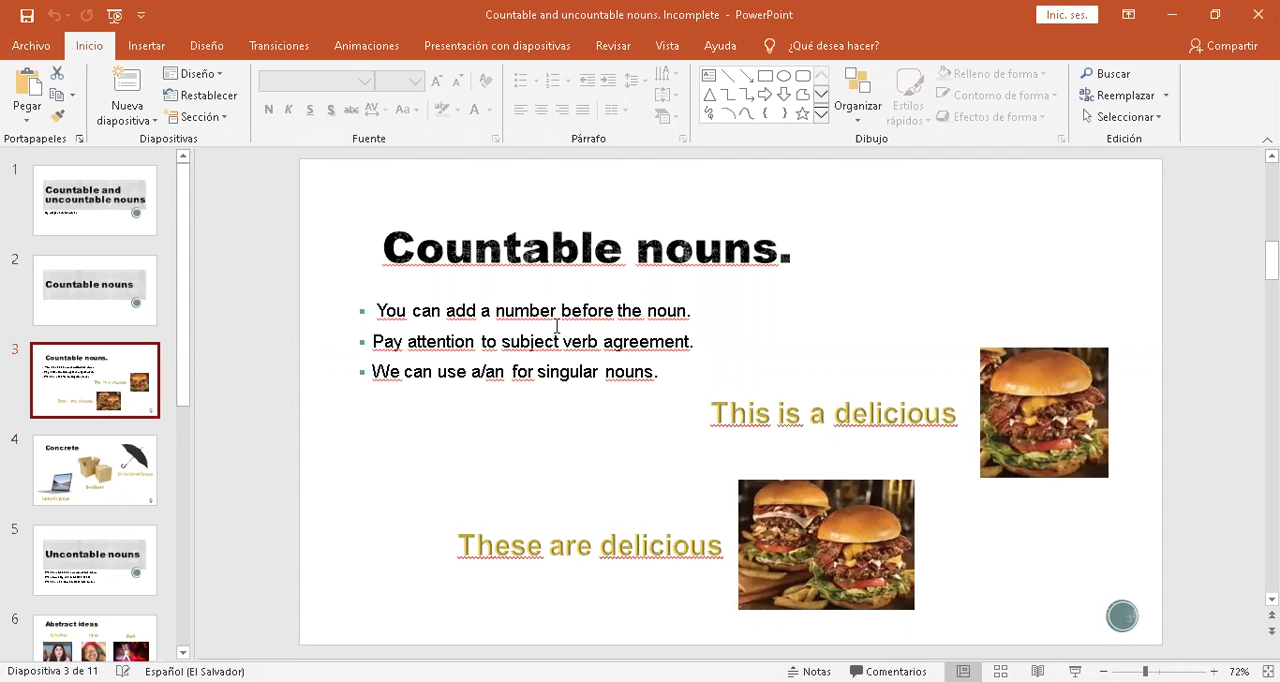 Countable and uncountable nouns. Incomplete - PowerPoint
Inic. ses.
Archivo Inicio Insertar Diseño Transiciones Animaciones Presentación con diapositivas Revisar Vista Ayuda ¿Qué desea hacer? Compartir
Pegar
Nueva diapositiva
Diseño
Restablecer
Sección
N K S S abc AV Aa A
Organizar
Estilos rápidos
Relleno de forma
Contorno de forma
Efectos de forma
Buscar
Reemplazar
Seleccionar
Portapapeles Diapositivas Fuente Párrafo Dibujo Edición
1
Countable and
uncountable nouns
2
Countable nouns
3
Countable nouns.
4
Concrete
5
Uncountable nouns
6
Abstract ideas
Countable nouns.
You can add a number before the noun.
Pay attention to subject verb agreement.
We can use a/an for singular nouns.
This is a delicious
These are delicious
Diapositiva 3 de 11 Español (El Salvador) Notas Comentarios 72%